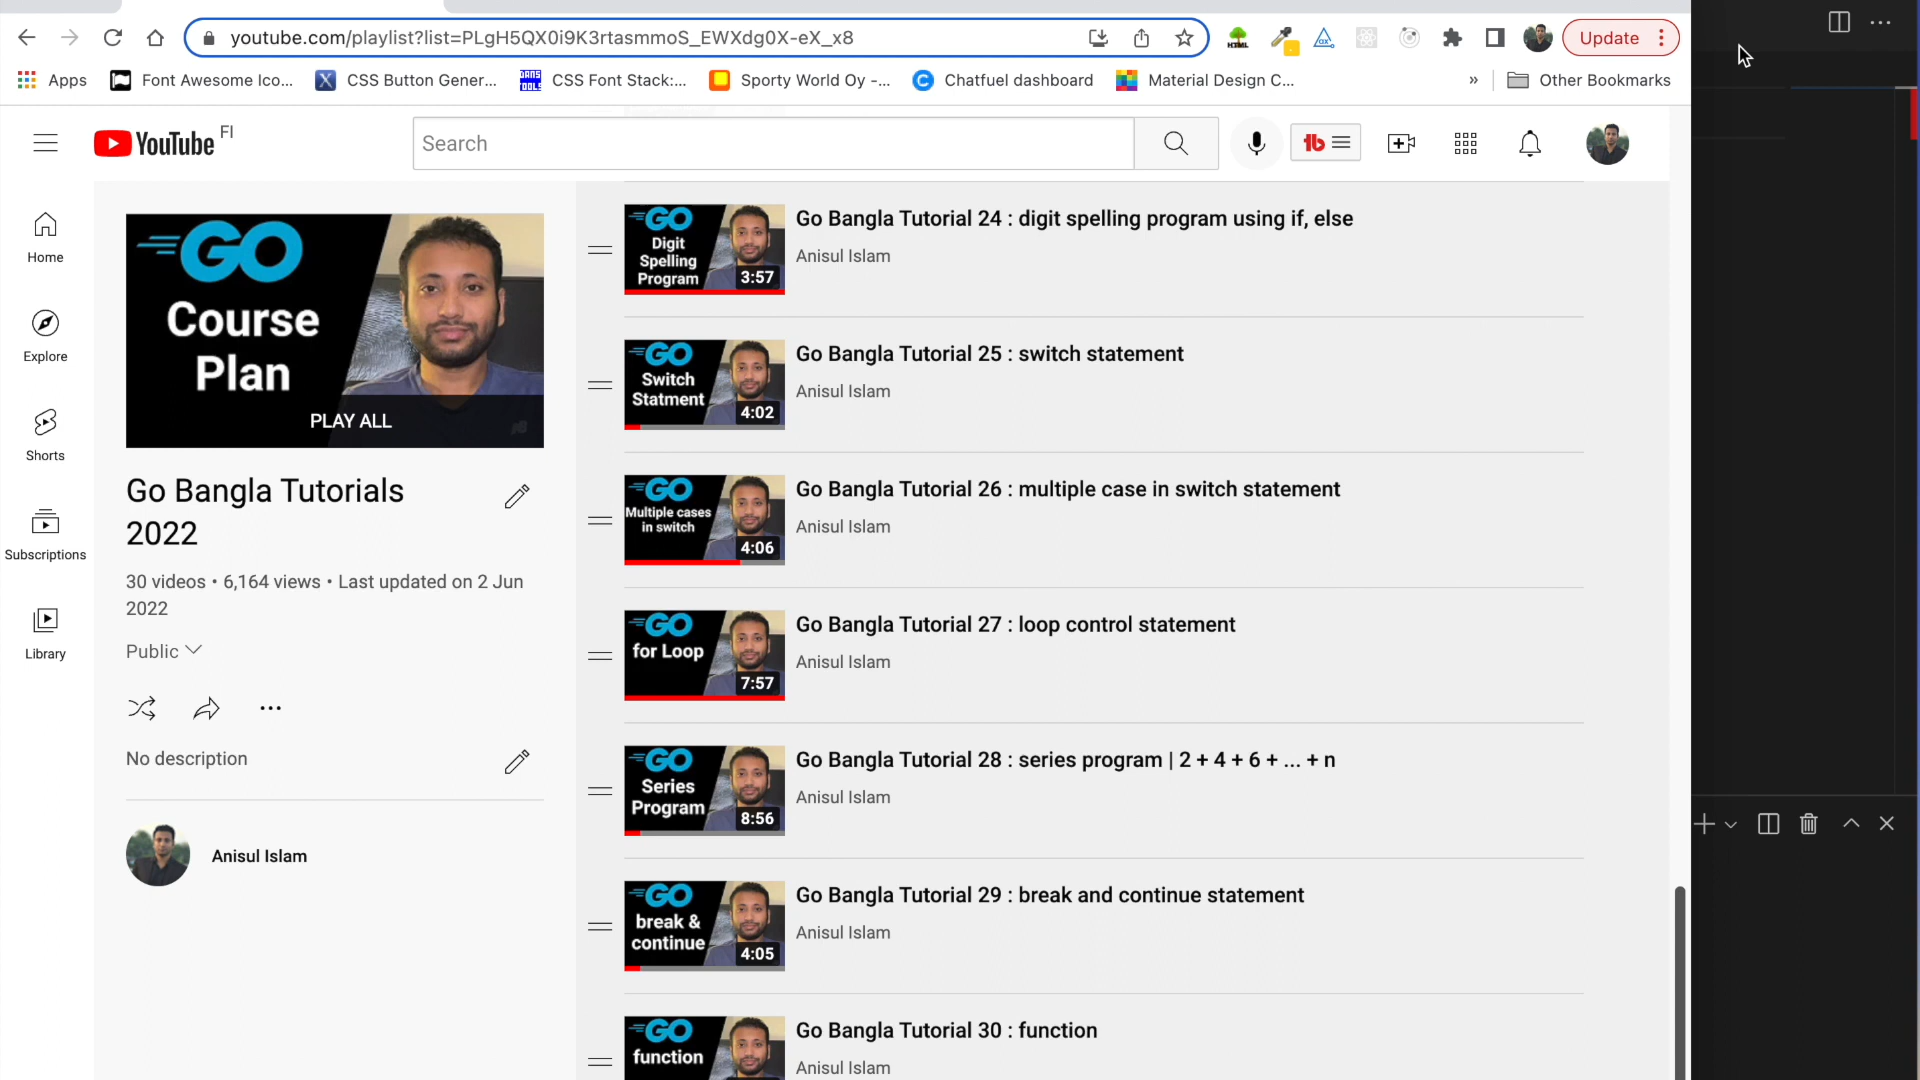 youtube.com/playlist?list=PLgH5QX0i9K3rtasmmoS_EWXdg0X-eX_x8
Update
Apps
Font Awesome Ico...
CSS Button Gener...
CSS Font Stack:...
Sporty World Oy -...
Chatfuel dashboard
Material Design C...
»
Other Bookmarks
YouTube FI
Search
Home
Explore
Shorts
Subscriptions
Library
GO
Course
Plan
PLAY ALL
Go Bangla Tutorials
2022
30 videos • 6,164 views • Last updated on 2 Jun
2022
Public
No description
Anisul Islam
GO
Digit
Spelling
Program
3:57
Go Bangla Tutorial 24 : digit spelling program using if, else
Anisul Islam
GO
Switch
Statment
4:02
Go Bangla Tutorial 25 : switch statement
Anisul Islam
GO
Multiple cases
in switch
4:06
Go Bangla Tutorial 26 : multiple case in switch statement
Anisul Islam
GO
for Loop
7:57
Go Bangla Tutorial 27 : loop control statement
Anisul Islam
GO
Series
Program
8:56
Go Bangla Tutorial 28 : series program | 2 + 4 + 6 + ... + n
Anisul Islam
GO
break &
continue
4:05
Go Bangla Tutorial 29 : break and continue statement
Anisul Islam
GO
function
Go Bangla Tutorial 30 : function
Anisul Islam